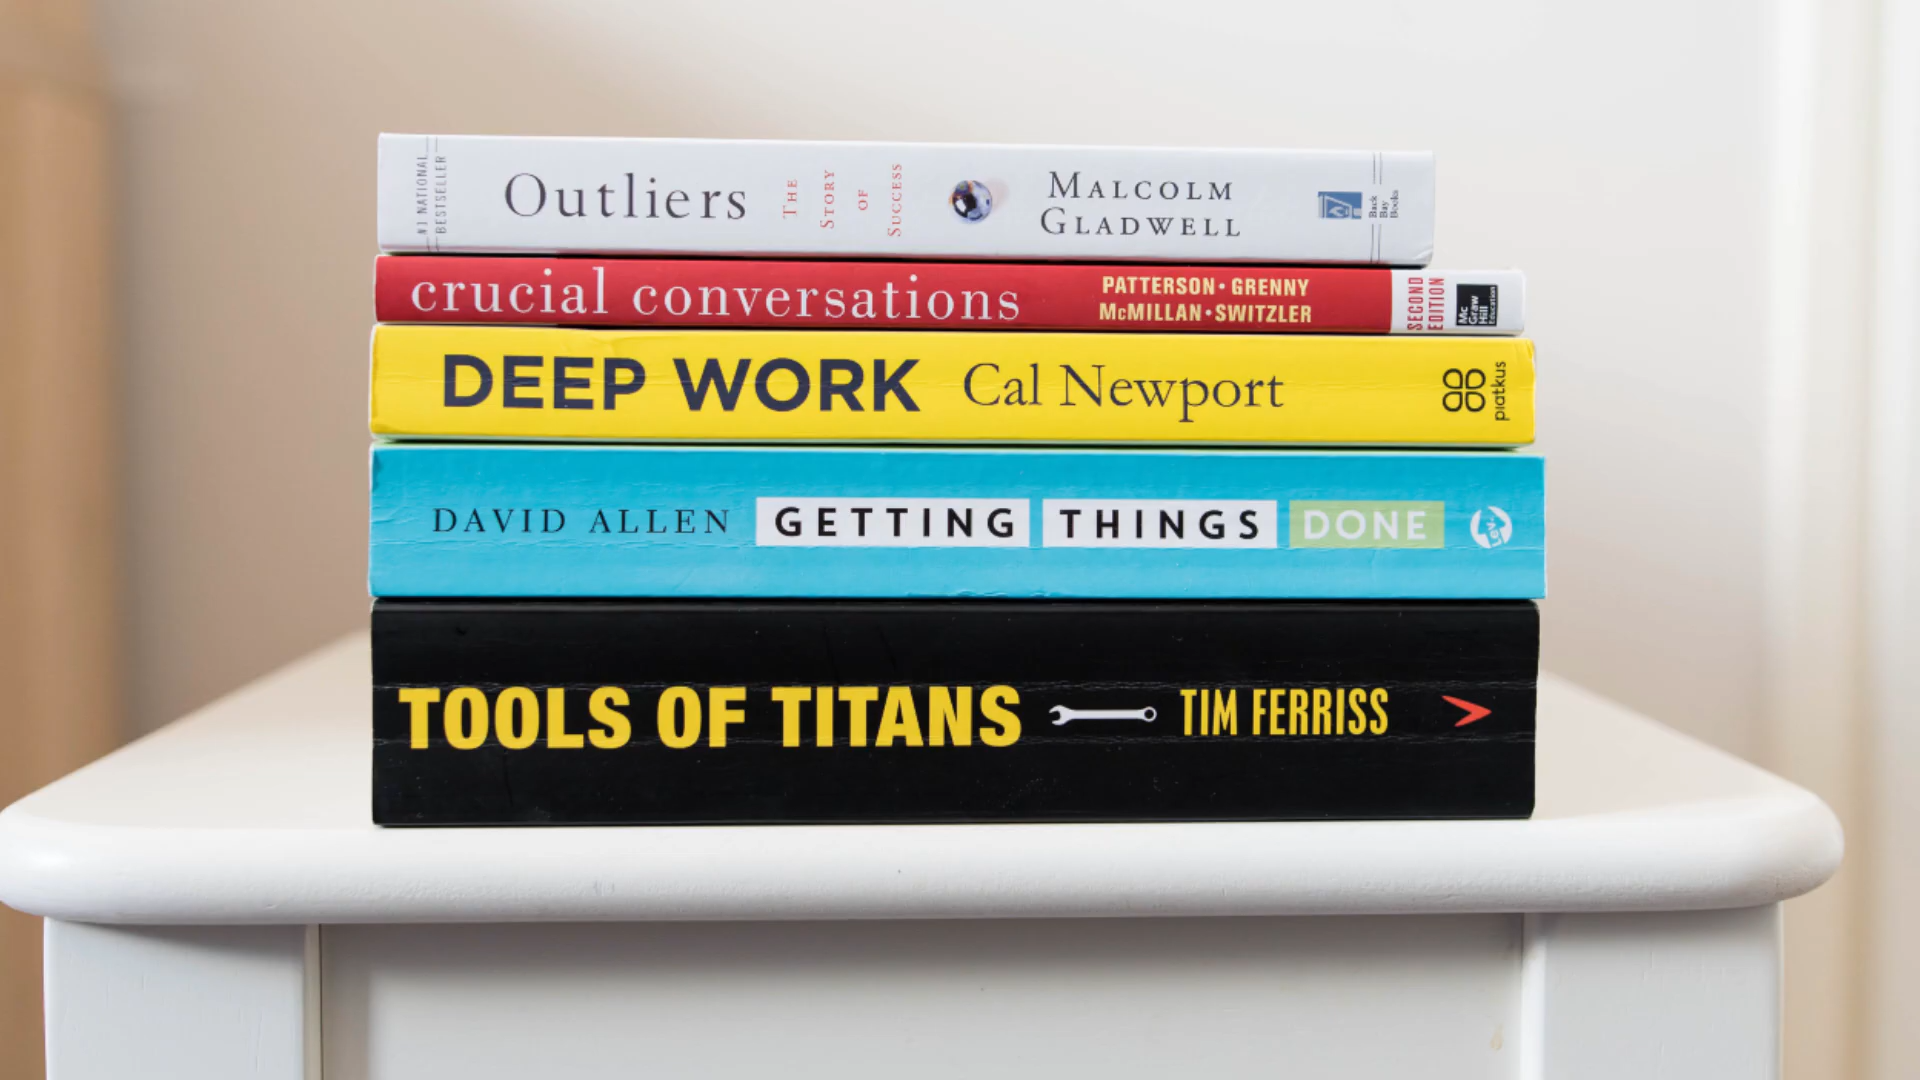 #1 NATIONAL
BESTSELLER
Outliers
THE
STORY
OF
SUCCESS
MALCOLM
GLADWELL
Back
Bay
Books
crucial conversations
PATTERSON · GRENNY
McMILLAN · SWITZLER
SECOND
EDITION
Mc
Graw
Hill
Education
DEEP WORK Cal Newport
piatkus
DAVID ALLEN GETTING THINGS DONE
TOOLS OF TITANS TIM FERRISS